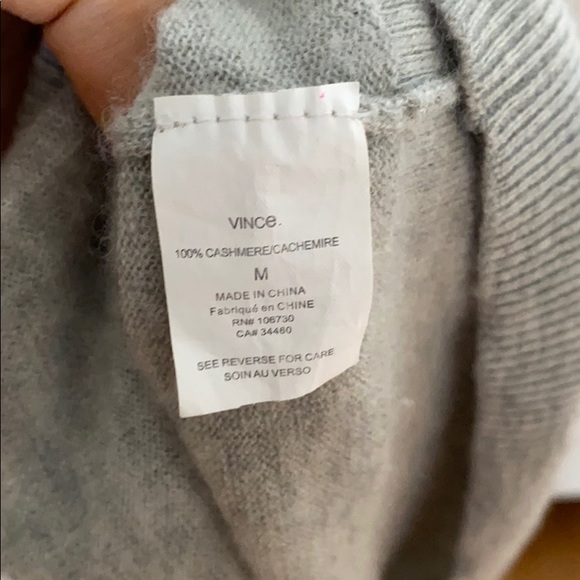 VINCe.
100% CASHMERE/CACHEMIRE
M
MADE IN CHINA
Fabriqué en CHINE
RN# 106730
CA# 34460
SEE REVERSE FOR CARE
SOIN AU VERSO